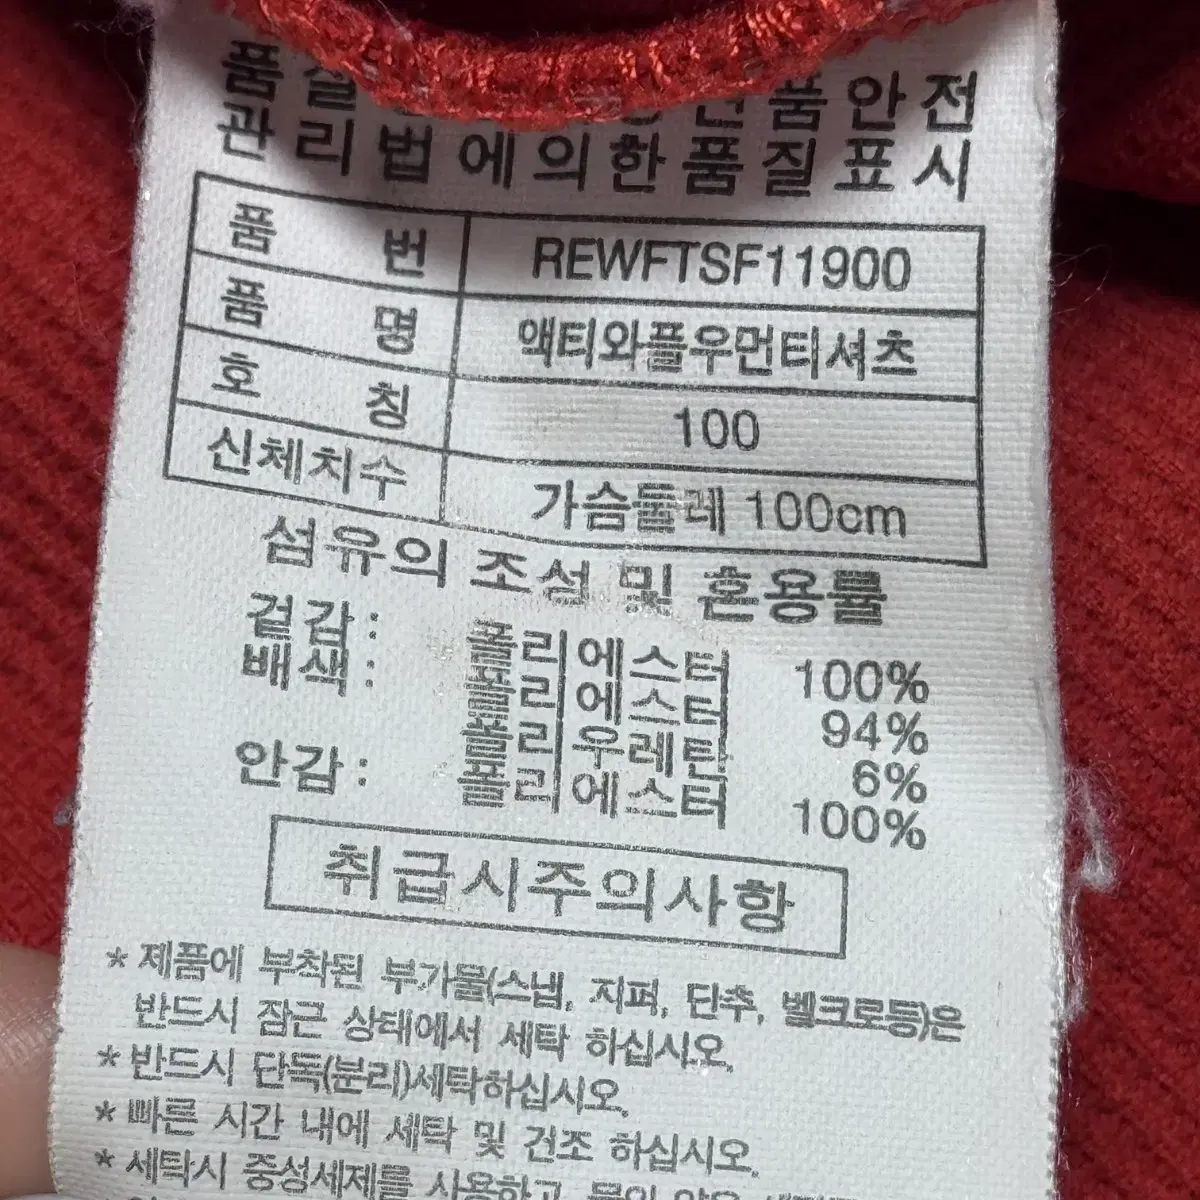 품질 안전
관리법에의한품질표시
품번 REWFTSF11900
품명 액티와플우먼티셔츠
호칭 100
신체치수 가슴둘레 100cm
섬유의 조성 및 혼용률
겉감: 폴리에스터 100%
배색: 폴리에스터 94%
폴리우레탄 6%
안감: 폴리에스터 100%
취급시주의사항
* 제품에 부착된 부가물(스냅, 지퍼, 단추, 벨크로등)은
반드시 잠근 상태에서 세탁 하십시오.
* 반드시 단독(분리)세탁하십시오.
* 빠른 시간 내에 세탁 및 건조 하십시오.
* 세탁시 중성세제를 사용하고